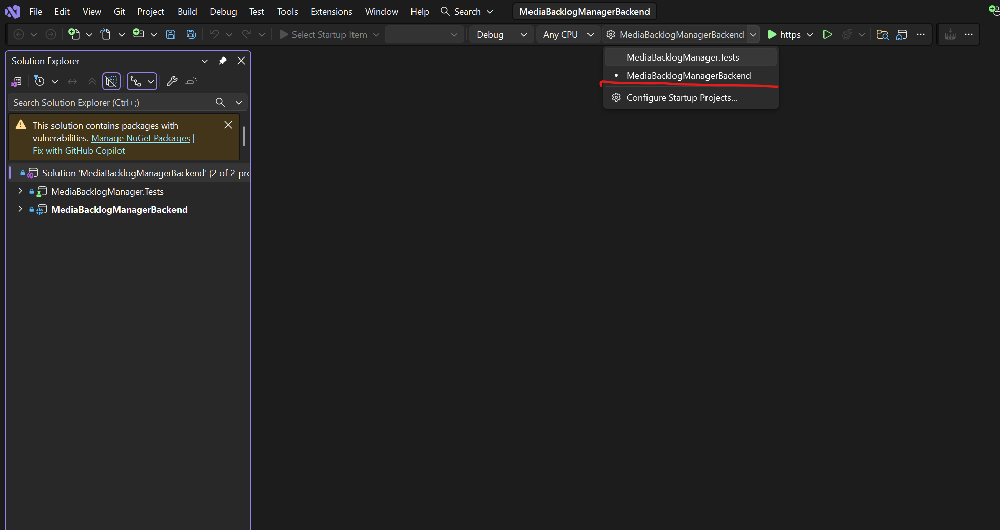 File Edit View Git Project Build Debug Test Tools Extensions Window Help Search MediaBacklogManagerBackend
Select Startup Item Debug Any CPU MediaBacklogManagerBackend https
MediaBacklogManager.Tests
MediaBacklogManagerBackend
Configure Startup Projects...
Solution Explorer
Search Solution Explorer (Ctrl+;)
This solution contains packages with
vulnerabilities. Manage NuGet Packages |
Fix with GitHub Copilot
Solution 'MediaBacklogManagerBackend' (2 of 2 pro
MediaBacklogManager.Tests
MediaBacklogManagerBackend